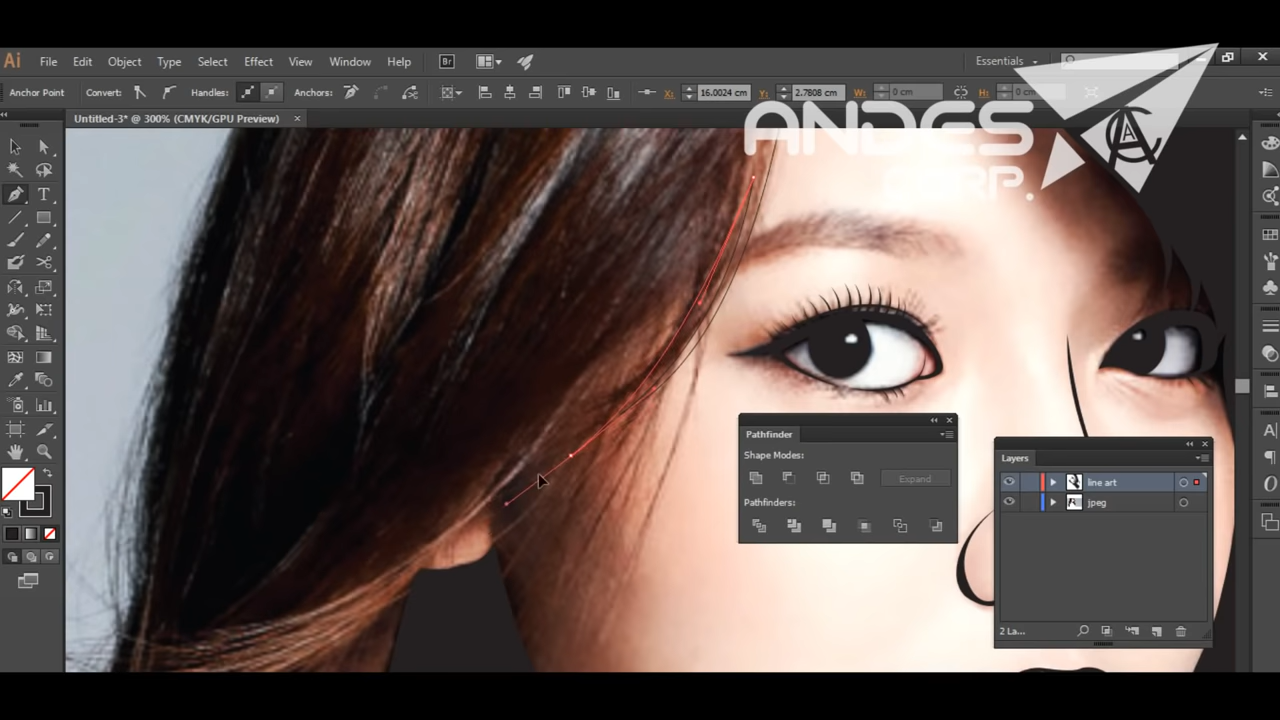 Ai File Edit Object Type Select Effect View Window Help Br Essentials
Anchor Point Convert: Handles: Anchors: X: 16.0024 cm Y: 2.7808 cm W: 0 cm H: 0 cm
Untitled-3* @ 300% (CMYK/GPU Preview)
ANDES
CORP.
AC
Pathfinder
Shape Modes:
Expand
Pathfinders:
Layers
line art
jpeg
2 La...